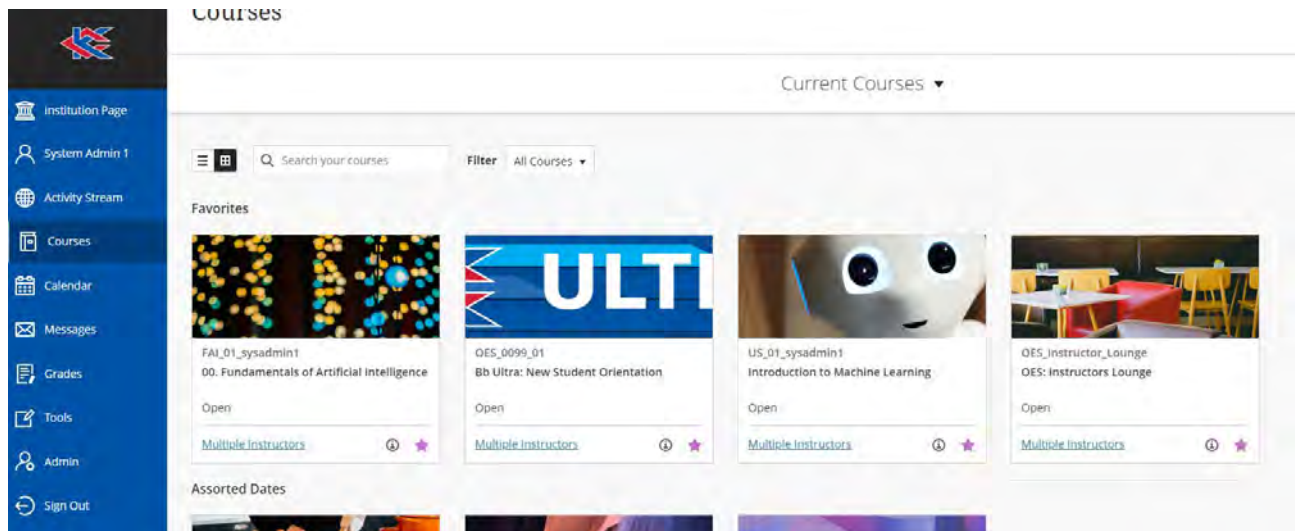 Courses
Current Courses
Institution Page
System Admin 1
Activity Stream
Courses
Calendar
Messages
Grades
Tools
Admin
Sign Out
Search your courses
Filter All Courses
Favorites
ULT
FAI_01_sysadmin1
00. Fundamentals of Artificial Intelligence
Open
Multiple Instructors
OES_0099_01
Bb Ultra: New Student Orientation
Open
Multiple Instructors
US_01_sysadmin1
Introduction to Machine Learning
Open
Multiple Instructors
OES_Instructor_Lounge
OES: Instructors Lounge
Open
Multiple Instructors
Assorted Dates